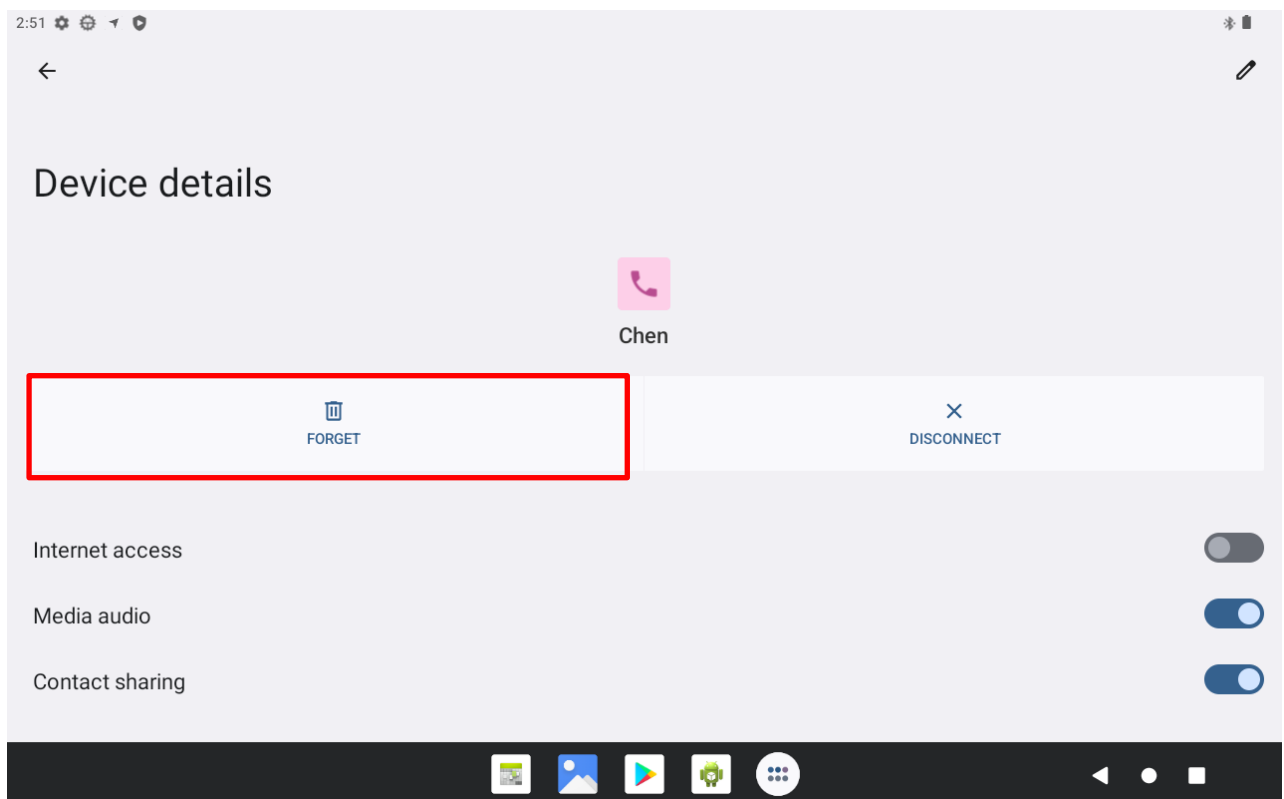 2:51
Device details
Chen
FORGET
DISCONNECT
Internet access
Media audio
Contact sharing